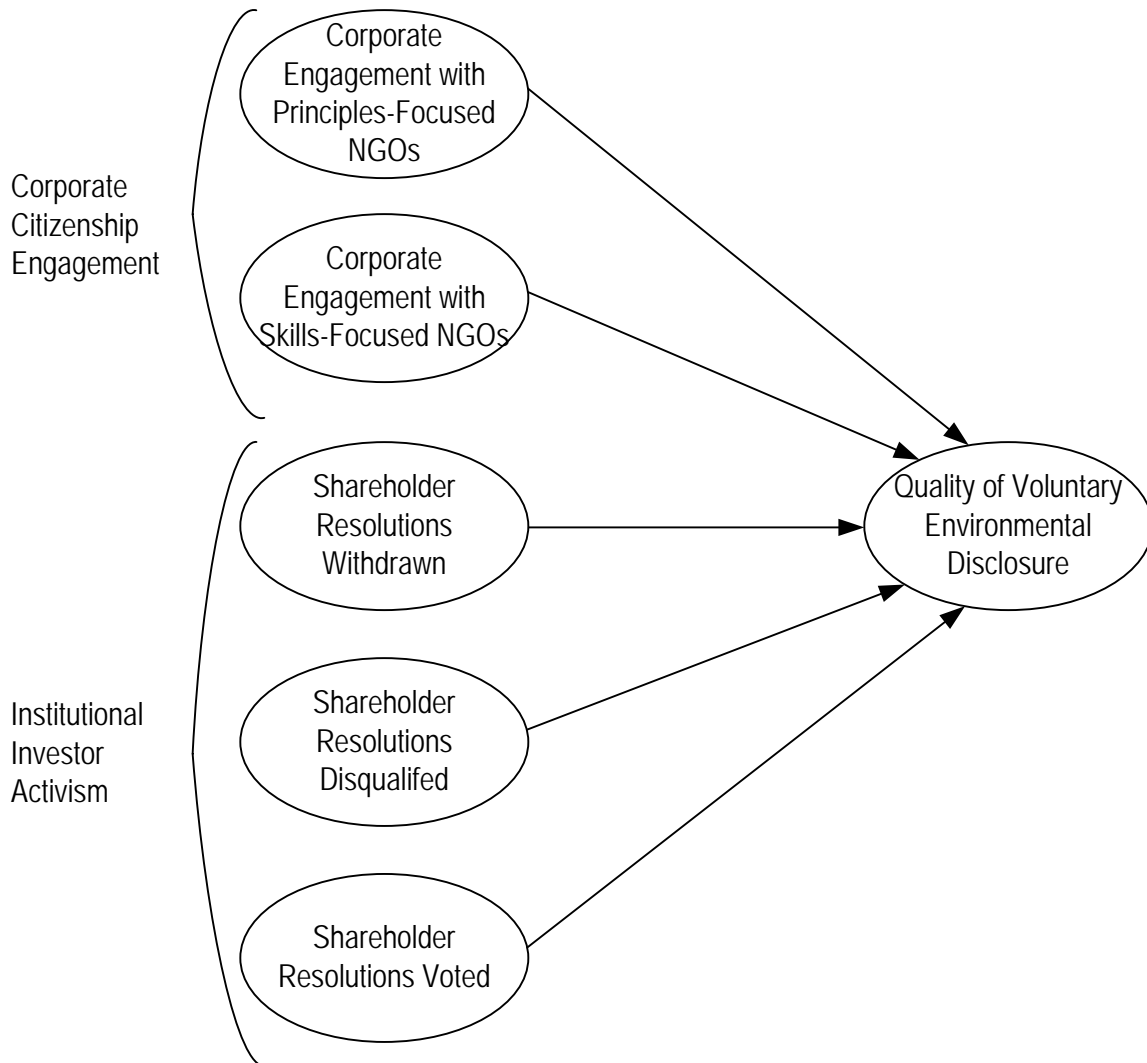 Corporate
Citizenship
Engagement
Corporate
Engagement with
Principles-Focused
NGOs
Corporate
Engagement with
Skills-Focused NGOs
Institutional
Investor
Activism
Shareholder
Resolutions
Withdrawn
Shareholder
Resolutions
Disqualifed
Shareholder
Resolutions Voted
Quality of Voluntary
Environmental
Disclosure